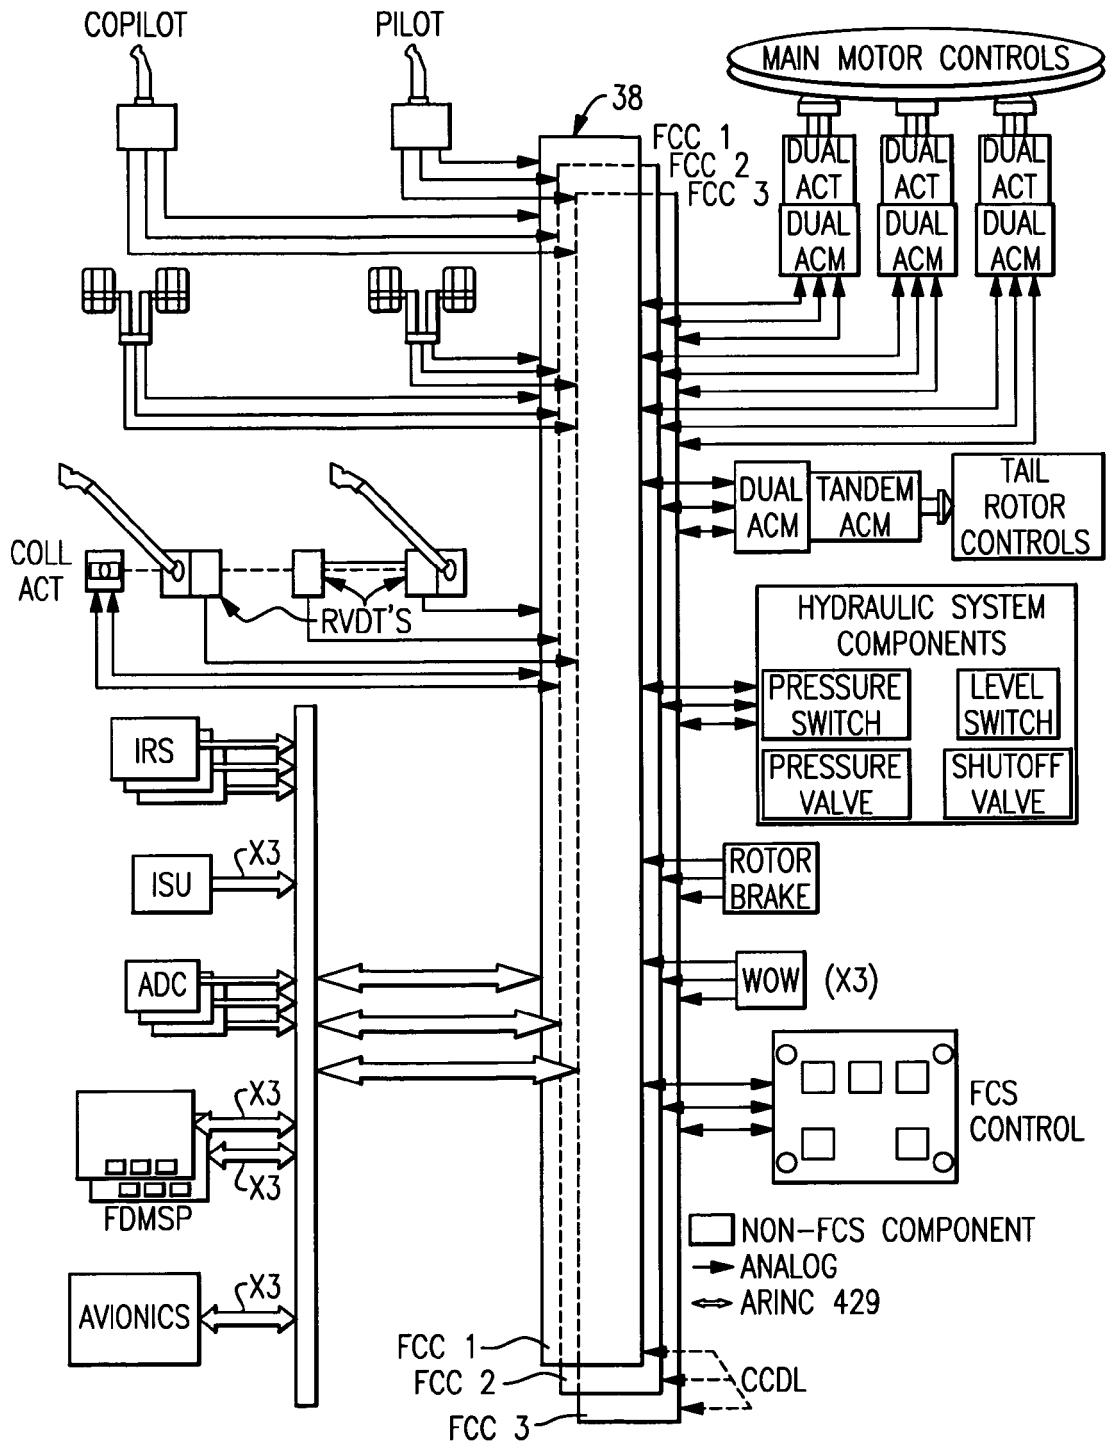 COPILOT
PILOT
MAIN MOTOR CONTROLS
38
FCC 1
FCC 2
FCC 3
DUAL
ACT
DUAL
ACM
DUAL
ACT
DUAL
ACM
DUAL
ACT
DUAL
ACM
DUAL
ACM
TANDEM
ACM
TAIL
ROTOR
CONTROLS
COLL
ACT
RVDT'S
HYDRAULIC SYSTEM
COMPONENTS
PRESSURE
SWITCH
LEVEL
SWITCH
PRESSURE
VALVE
SHUTOFF
VALVE
IRS
X3
ISU
ROTOR
BRAKE
ADC
WOW
(X3)
X3
X3
FDMSP
FCS
CONTROL
NON-FCS COMPONENT
ANALOG
ARINC 429
X3
AVIONICS
FCC 1
FCC 2
FCC 3
CCDL